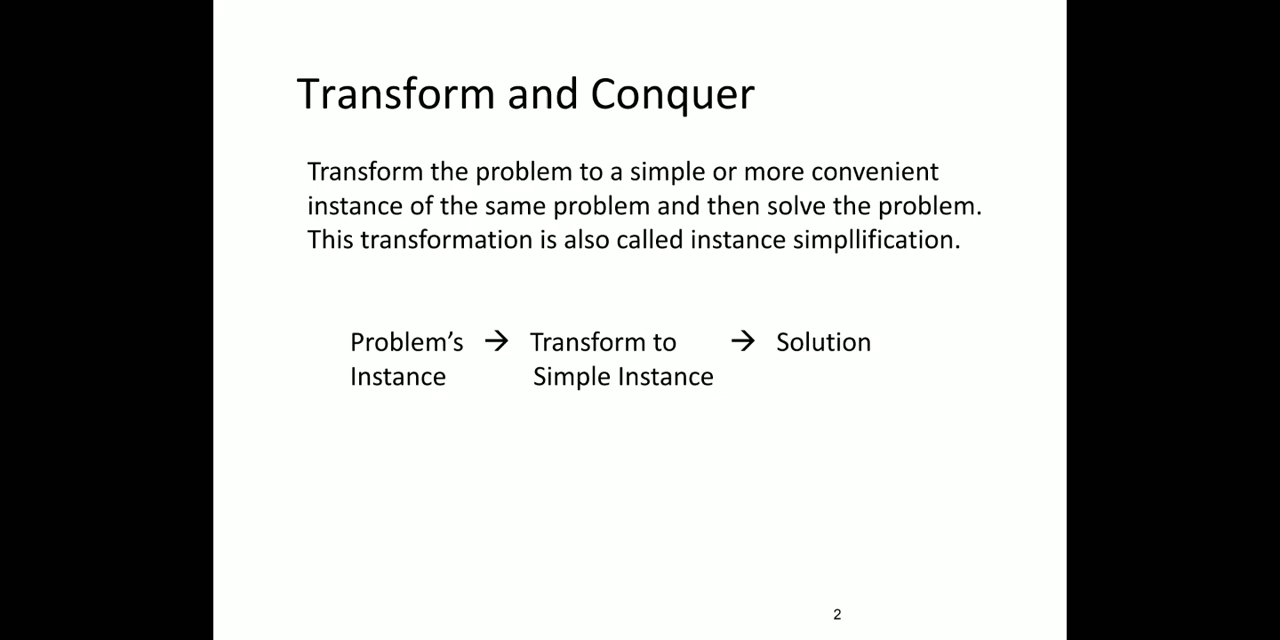 Transform and Conquer
Transform the problem to a simple or more convenient
instance of the same problem and then solve the problem.
This transformation is also called instance simpllification.
Problem's → Transform to → Solution
Instance Simple Instance
2